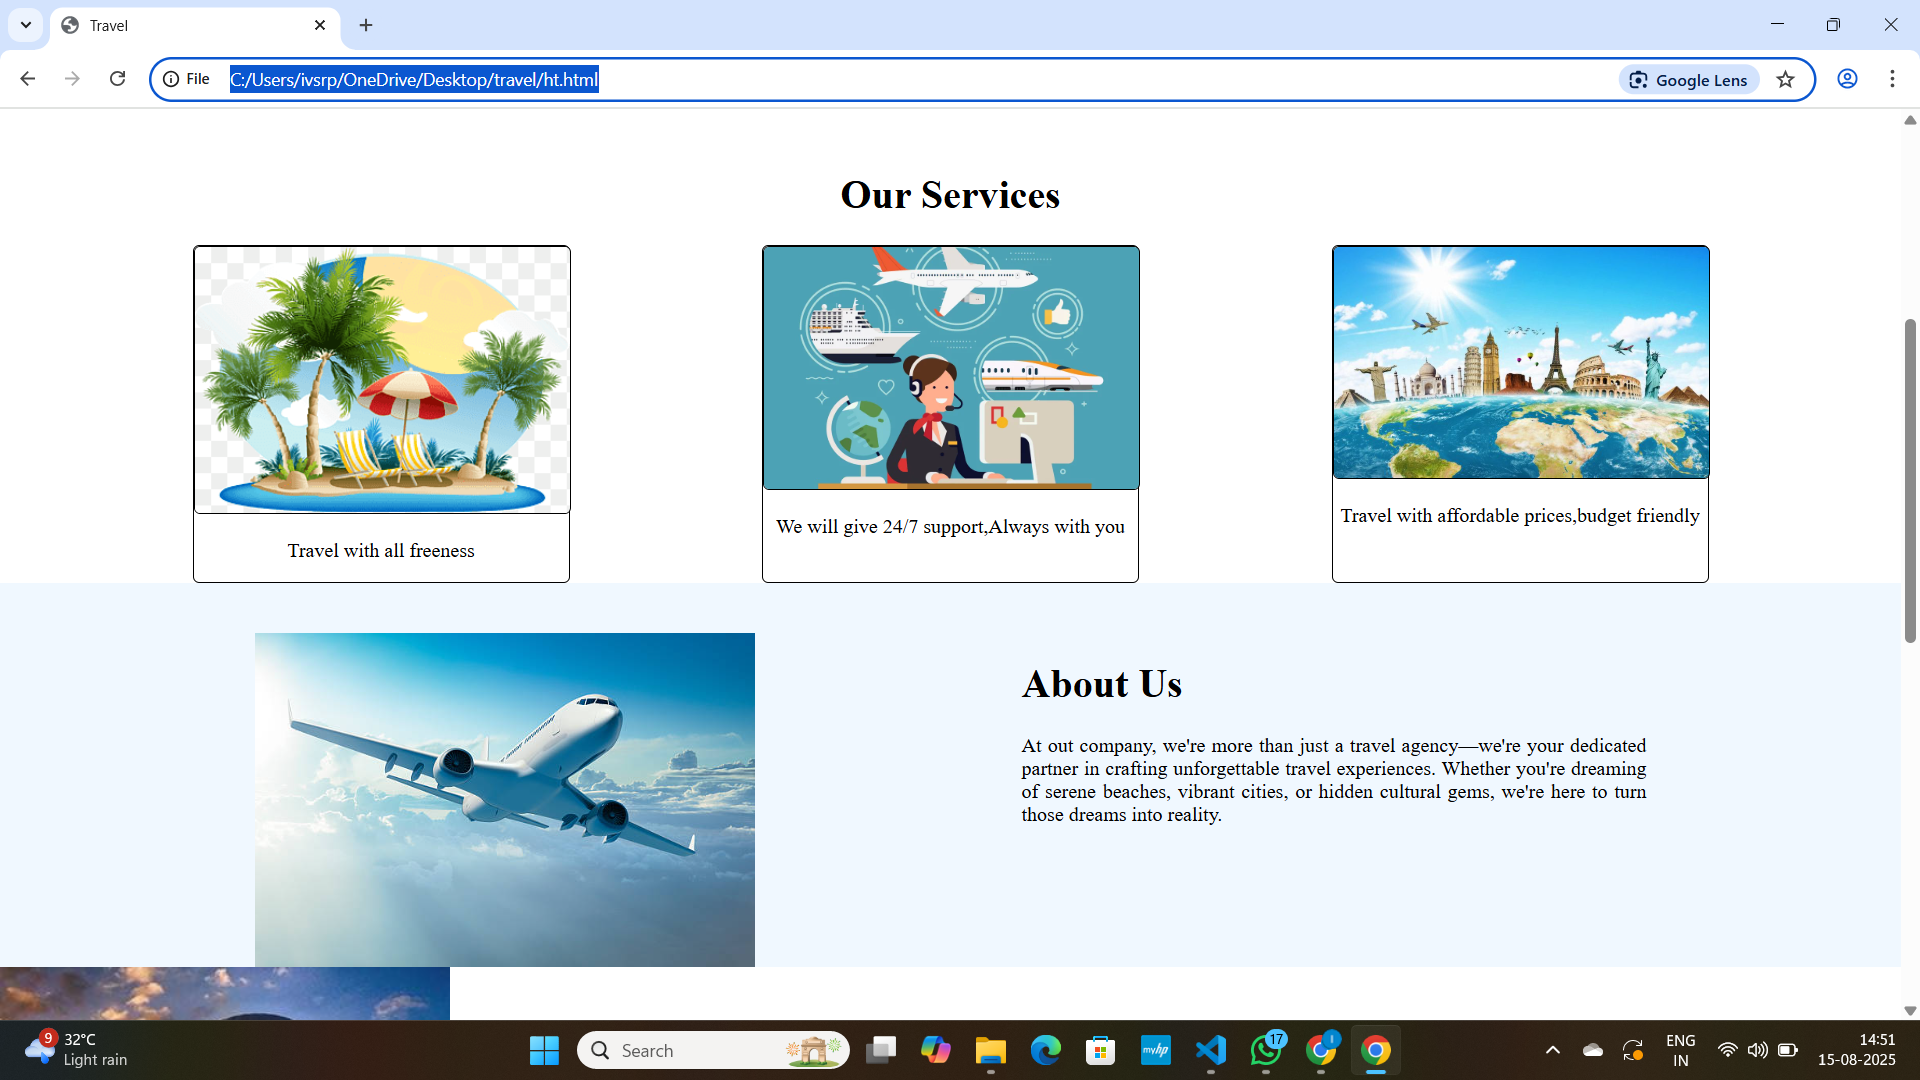 Travel
File
C:/Users/ivsrp/OneDrive/Desktop/travel/ht.html
Google Lens
Our Services
Travel with all freeness
We will give 24/7 support,Always with you
Travel with affordable prices,budget friendly
About Us
At out company, we're more than just a travel agency—we're your dedicated
partner in crafting unforgettable travel experiences. Whether you're dreaming
of serene beaches, vibrant cities, or hidden cultural gems, we're here to turn
those dreams into reality.
9
32°C
Light rain
Search
myhp
17
ENG
IN
14:51
15-08-2025